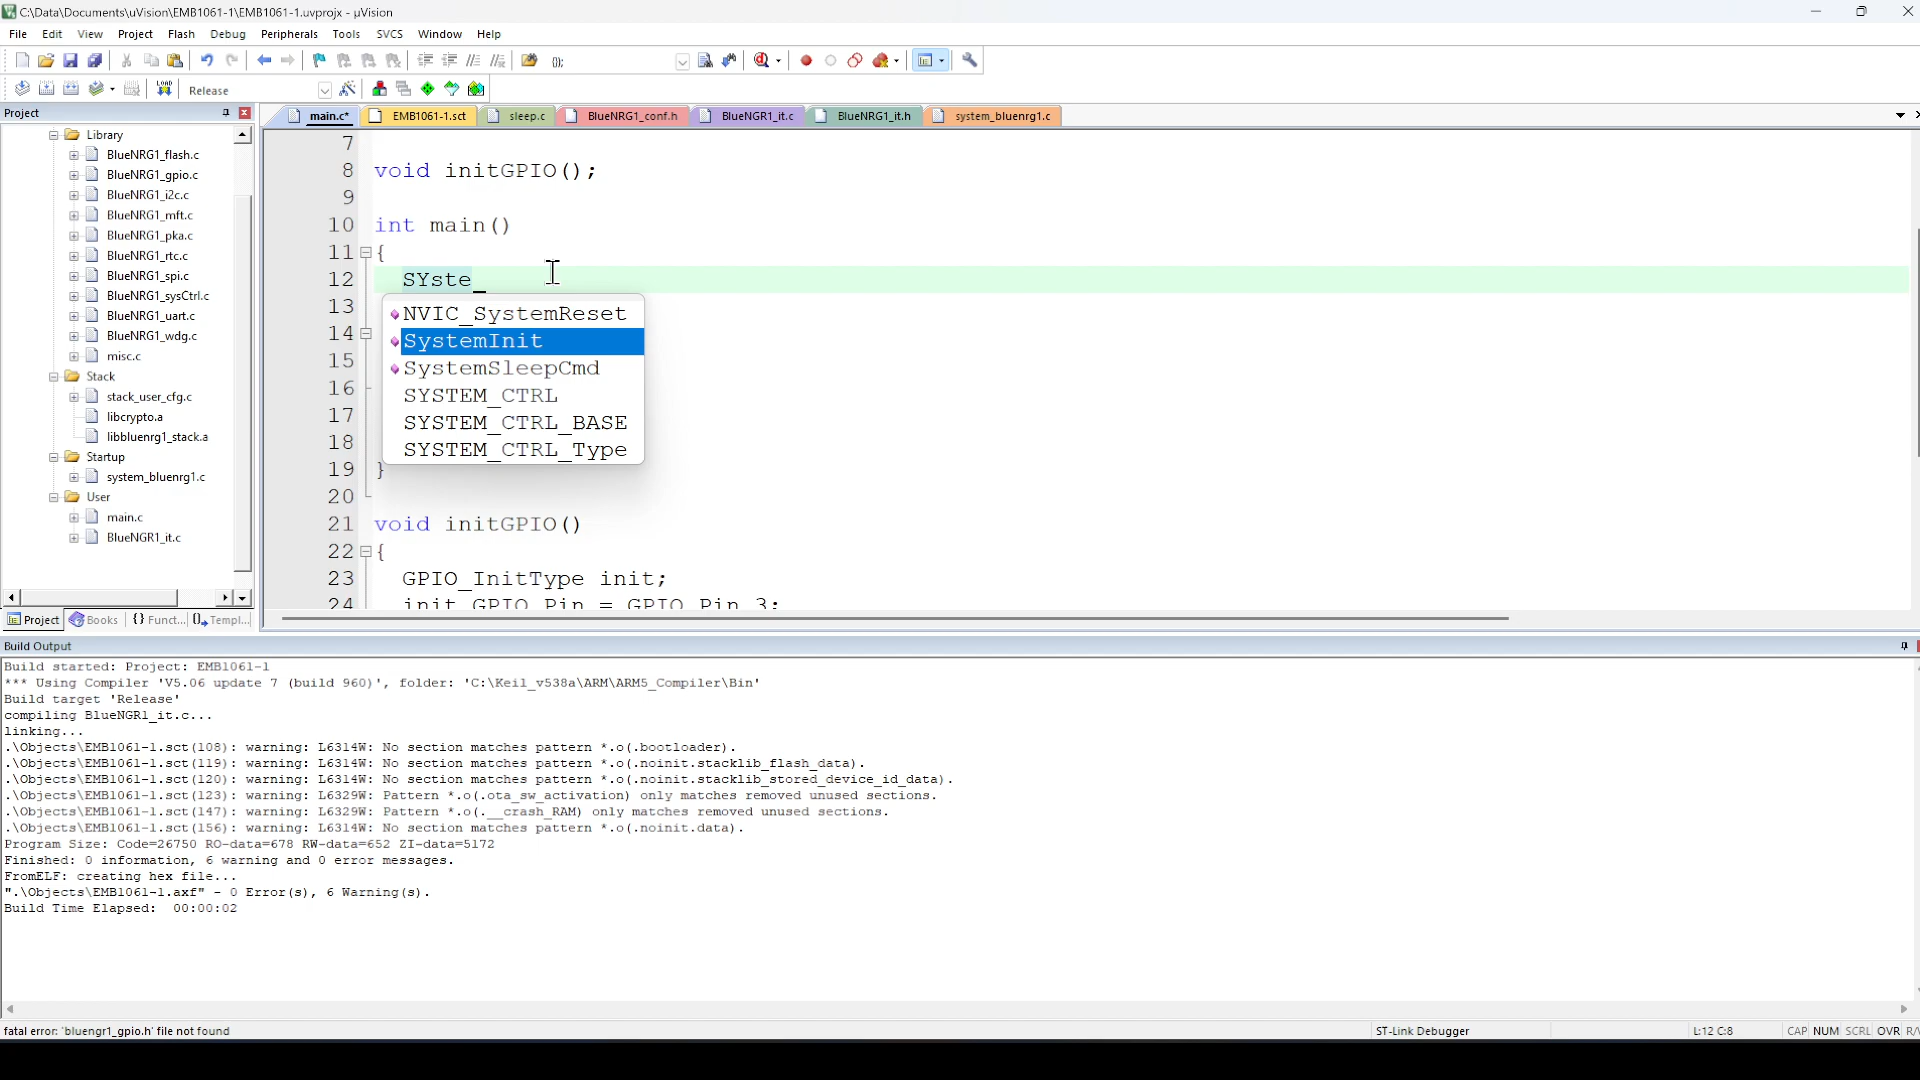 C:\Data\Documents\uVision\EMB1061-1\EMB1061-1.uvprojx - µVision
File Edit View Project Flash Debug Peripherals Tools SVCS Window Help
LOAD
Release
Project
main.c* EMB1061-1.sct sleep.c BlueNRG1_conf.h BlueNGR1_it.c BlueNGR1_it.h system_bluenrg1.c
Library
BlueNRG1_flash.c
BlueNRG1_gpio.c
BlueNRG1_i2c.c
BlueNRG1_mft.c
BlueNRG1_pka.c
BlueNRG1_rtc.c
BlueNRG1_spi.c
BlueNRG1_sysCtrl.c
BlueNRG1_uart.c
BlueNRG1_wdg.c
misc.c
Stack
stack_user_cfg.c
libcrypto.a
libbluenrg1_stack.a
Startup
system_bluenrg1.c
User
main.c
BlueNGR1_it.c
Project Books {} Funct... Templ...
7
8 void initGPIO();
9
10 int main()
11 {
12 SYste_
13
14
15
16
17
18
19 }
20
21 void initGPIO()
22 {
23 GPIO_InitType init;
24 init GPIO Pin = GPIO Pin 3;
NVIC_SystemReset
SystemInit
SystemSleepCmd
SYSTEM_CTRL
SYSTEM_CTRL_BASE
SYSTEM_CTRL_Type
Build Output
Build started: Project: EMB1061-1
*** Using Compiler 'V5.06 update 7 (build 960)', folder: 'C:\Keil_v538a\ARM\ARM5_Compiler\Bin'
Build target 'Release'
compiling BlueNGR1_it.c...
linking...
.\Objects\EMB1061-1.sct(108): warning: L6314W: No section matches pattern *.o(.bootloader).
.\Objects\EMB1061-1.sct(119): warning: L6314W: No section matches pattern *.o(.noinit.stacklib_flash_data).
.\Objects\EMB1061-1.sct(120): warning: L6314W: No section matches pattern *.o(.noinit.stacklib_stored_device_id_data).
.\Objects\EMB1061-1.sct(123): warning: L6329W: Pattern *.o(.ota_sw_activation) only matches removed unused sections.
.\Objects\EMB1061-1.sct(147): warning: L6329W: Pattern *.o(.__crash_RAM) only matches removed unused sections.
.\Objects\EMB1061-1.sct(156): warning: L6314W: No section matches pattern *.o(.noinit.data).
Program Size: Code=26750 RO-data=678 RW-data=652 ZI-data=5172
Finished: 0 information, 6 warning and 0 error messages.
FromELF: creating hex file...
".\Objects\EMB1061-1.axf" - 0 Error(s), 6 Warning(s).
Build Time Elapsed: 00:00:02
fatal error: 'bluengr1_gpio.h' file not found ST-Link Debugger L:12 C:8 CAP NUM SCRL OVR R/